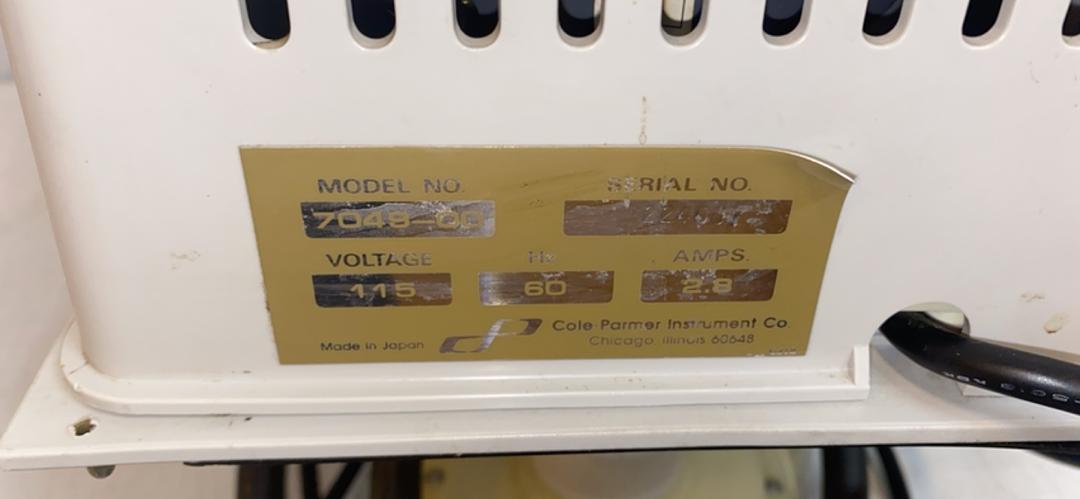 MODEL NO. SERIAL NO.
7049-00
VOLTAGE Hz AMPS.
115 60 2.8
Cole-Parmer Instrument Co.
Made in Japan Chicago, Illinois 60648